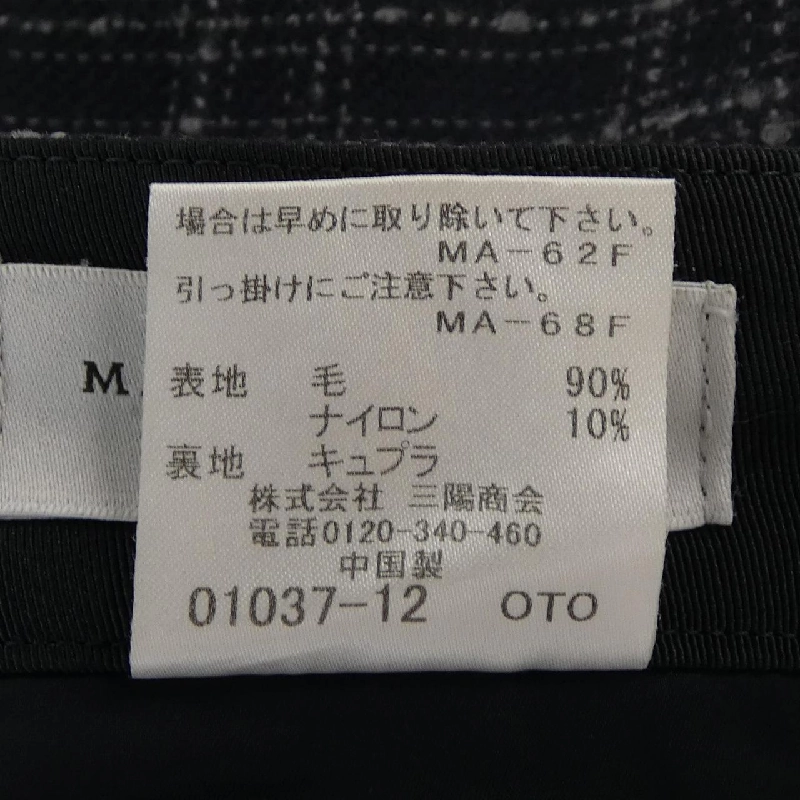 場合は早めに取り除いて下さい。
MA-62F
引っ掛けにご注意下さい。
MA-68F
M
表地 毛 90%
ナイロン 10%
裏地 キュプラ
株式会社 三陽商会
電話0120-340-460
中国製
01037-12 OTO